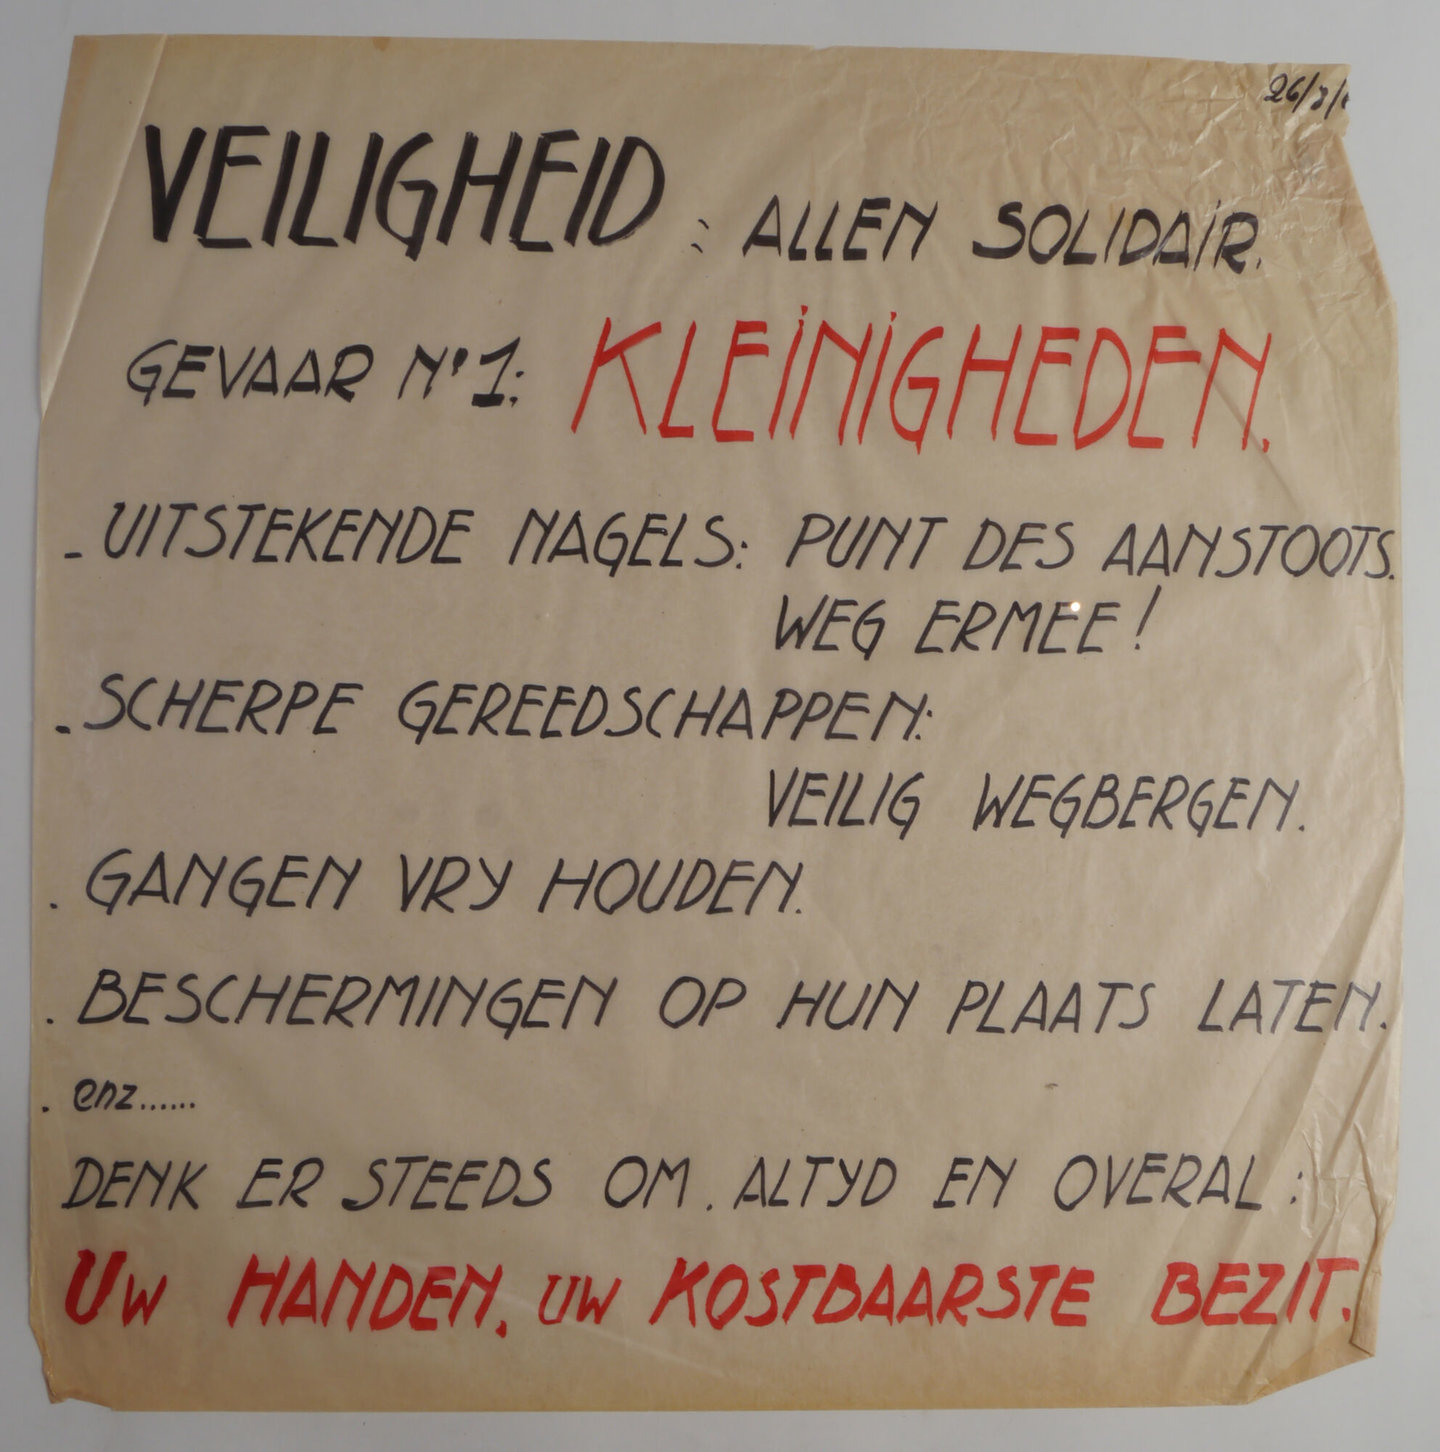 VEILIGHEID : ALLEN SOLIDAIR.
GEVAAR N° 1: KLEINIGHEDEN.
- UITSTEKENDE NAGELS: PUNT DES AANSTOOTS.
WEG ERMEE!
- SCHERPE GEREEDSCHAPPEN:
VEILIG WEGBERGEN.
. GANGEN VRY HOUDEN.
. BESCHERMINGEN OP HUN PLAATS LATEN.
. enz......
DENK ER STEEDS OM. ALTYD EN OVERAL :
UW HANDEN, UW KOSTBAARSTE BEZIT.